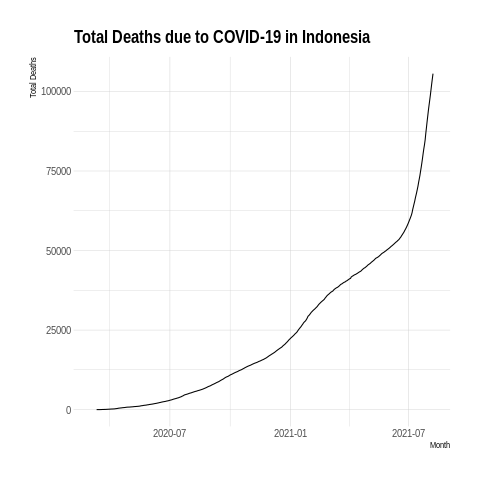 Total Deaths due to COVID-19 in Indonesia
Total Deaths
100000
75000
50000
25000
0
2020-07 2021-01 2021-07
Month